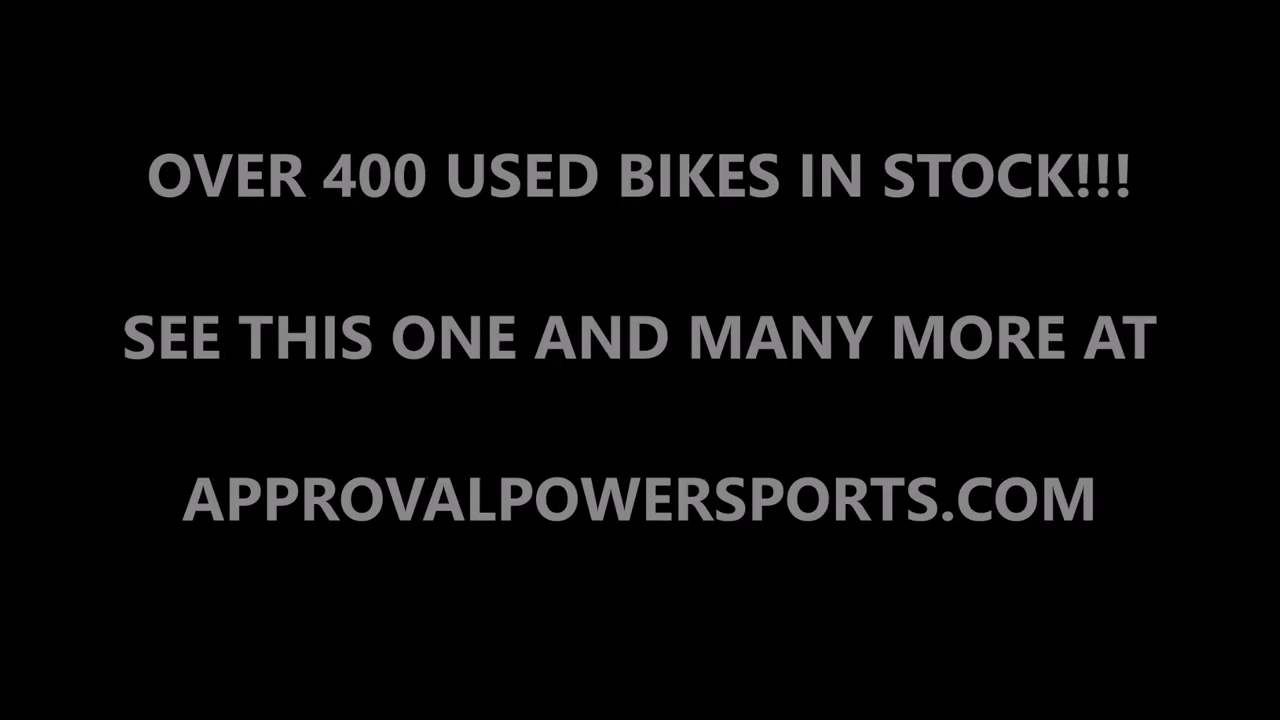 OVER 400 USED BIKES IN STOCK!!!
SEE THIS ONE AND MANY MORE AT
APPROVALPOWERSPORTS.COM